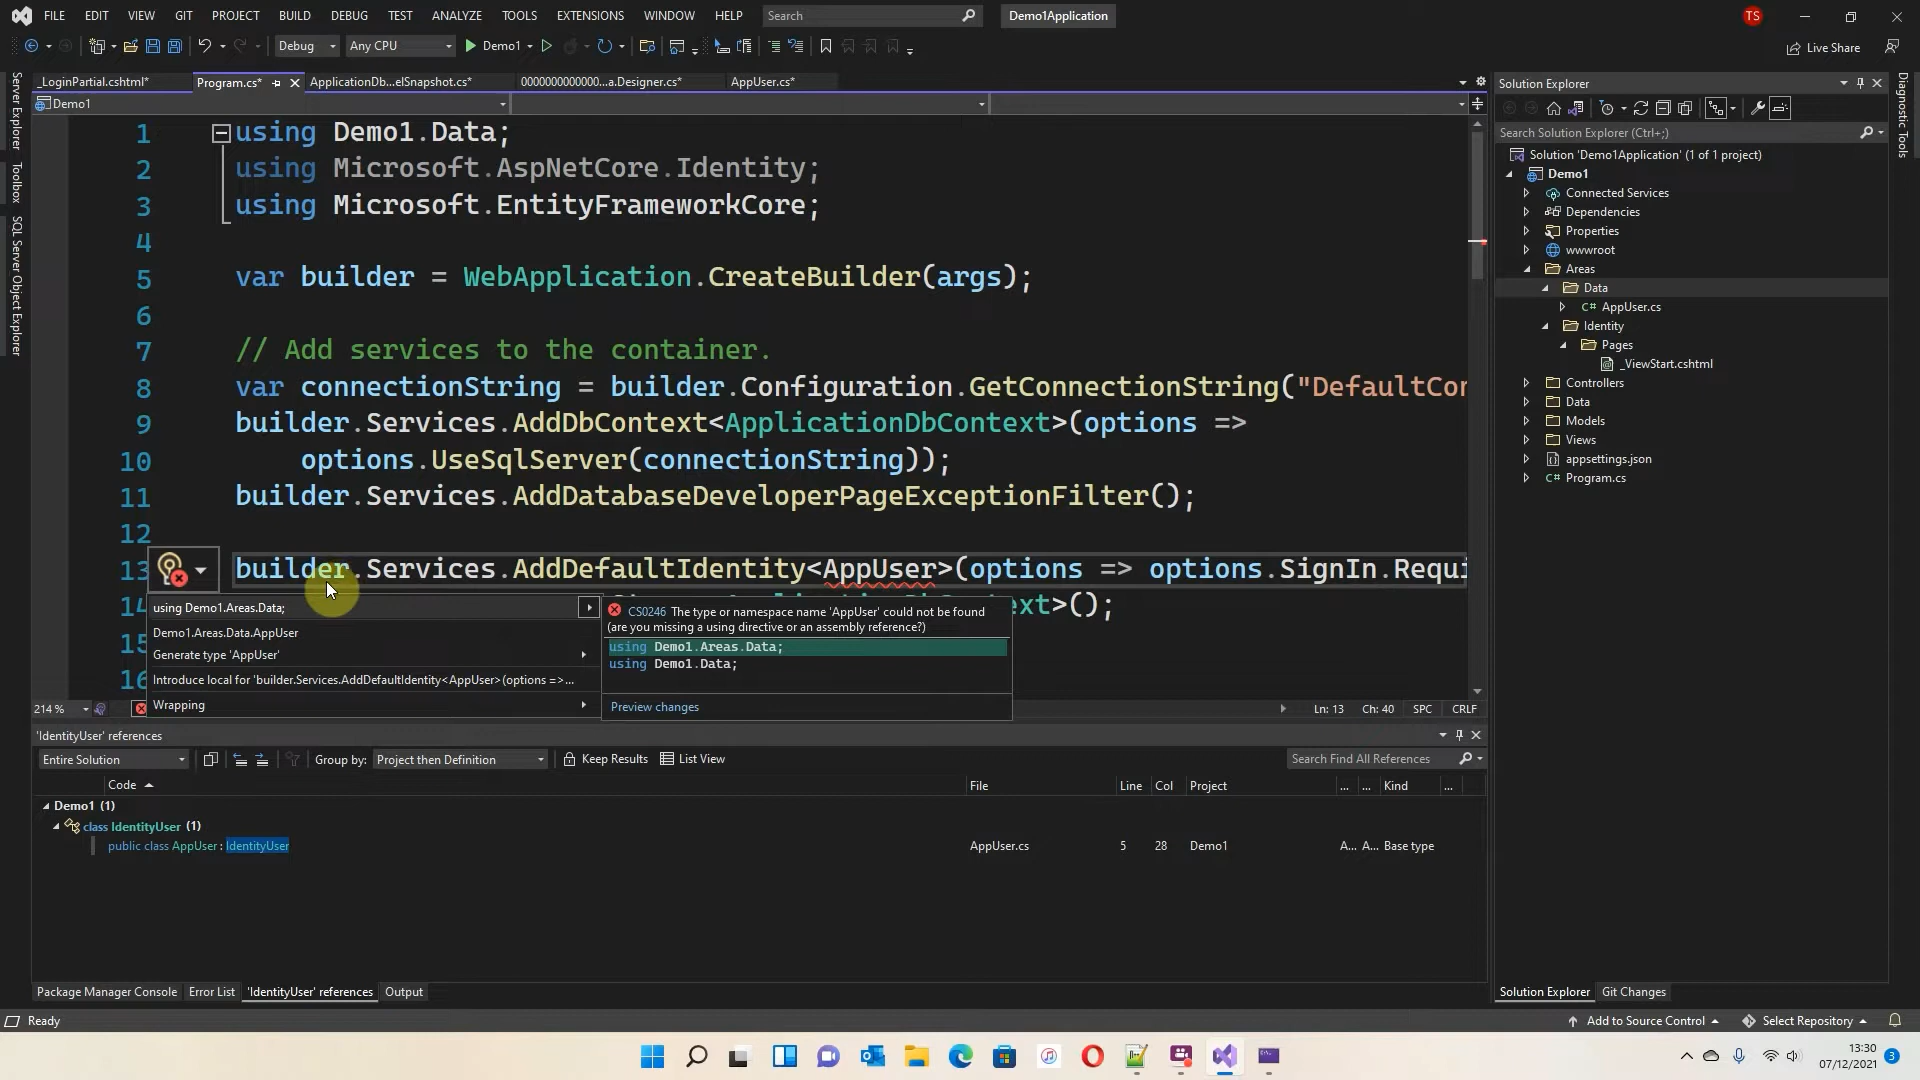 FILE EDIT VIEW GIT PROJECT BUILD DEBUG TEST ANALYZE TOOLS EXTENSIONS WINDOW HELP Search Demo1Application TS
Debug Any CPU Demo1 Live Share
_LoginPartial.cshtml* Program.cs* ApplicationDb...elSnapshot.cs* 0000000000000...a.Designer.cs* AppUser.cs*
Demo1
Server Explorer
Toolbox
SQL Server Object Explorer
1 using Demo1.Data;
2 using Microsoft.AspNetCore.Identity;
3 using Microsoft.EntityFrameworkCore;
4
5 var builder = WebApplication.CreateBuilder(args);
6
7 // Add services to the container.
8 var connectionString = builder.Configuration.GetConnectionString("DefaultCon
9 builder.Services.AddDbContext<ApplicationDbContext>(options =>
10 options.UseSqlServer(connectionString));
11 builder.Services.AddDatabaseDeveloperPageExceptionFilter();
12
13 builder.Services.AddDefaultIdentity<AppUser>(options => options.SignIn.Requi
14 ext>();
15
16
using Demo1.Areas.Data;
Demo1.Areas.Data.AppUser
Generate type 'AppUser'
Introduce local for 'builder.Services.AddDefaultIdentity<AppUser>(options =>...
Wrapping
CS0246 The type or namespace name 'AppUser' could not be found
(are you missing a using directive or an assembly reference?)
using Demo1.Areas.Data;
using Demo1.Data;
Preview changes
214 % Ln: 13 Ch: 40 SPC CRLF
'IdentityUser' references
Entire Solution Group by: Project then Definition Keep Results List View Search Find All References
Code File Line Col Project ... ... Kind ...
Demo1 (1)
class IdentityUser (1)
public class AppUser : IdentityUser AppUser.cs 5 28 Demo1 A... A... Base type
Package Manager Console Error List 'IdentityUser' references Output
Solution Explorer
Search Solution Explorer (Ctrl+;)
Solution 'Demo1Application' (1 of 1 project)
Demo1
Connected Services
Dependencies
Properties
wwwroot
Areas
Data
C# AppUser.cs
Identity
Pages
_ViewStart.cshtml
Controllers
Data
Models
Views
appsettings.json
C# Program.cs
Solution Explorer Git Changes
Diagnostic Tools
Ready Add to Source Control Select Repository
13:30
07/12/2021
3